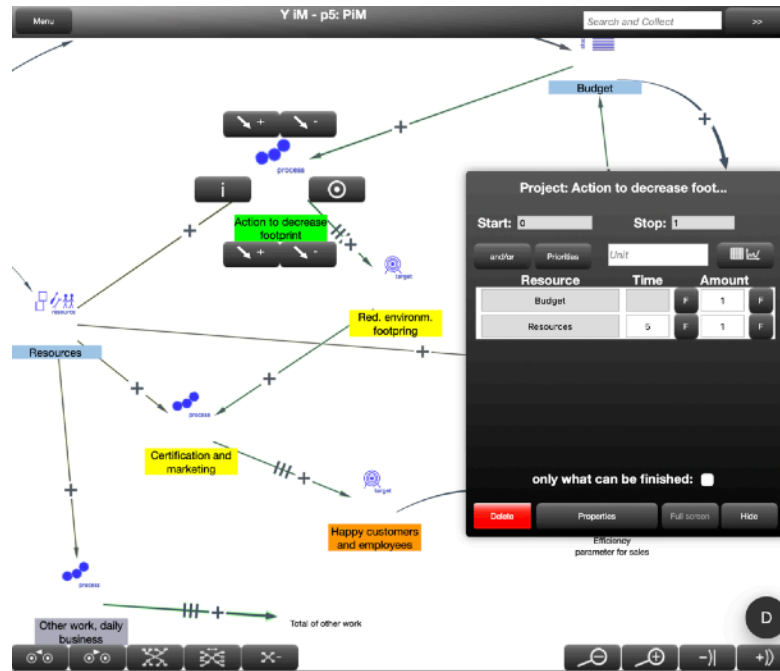 Menu
Y iM - p5: PiM
Search and Collect
>>
Budget
process
i
Action to decrease
footprint
target
resource
Red. environm.
footpring
Resources
process
Certification and
marketing
target
Happy customers
and employees
process
Other work, daily
business
Total of other work
Project: Action to decrease foot...
Start: 0 Stop: 1
and/or Priorities Unit
Resource Time Amount
Budget F 1 F
Resources 5 F 1 F
only what can be finished:
Delete Properties Full screen Hide
Efficiency
parameter for sales
D